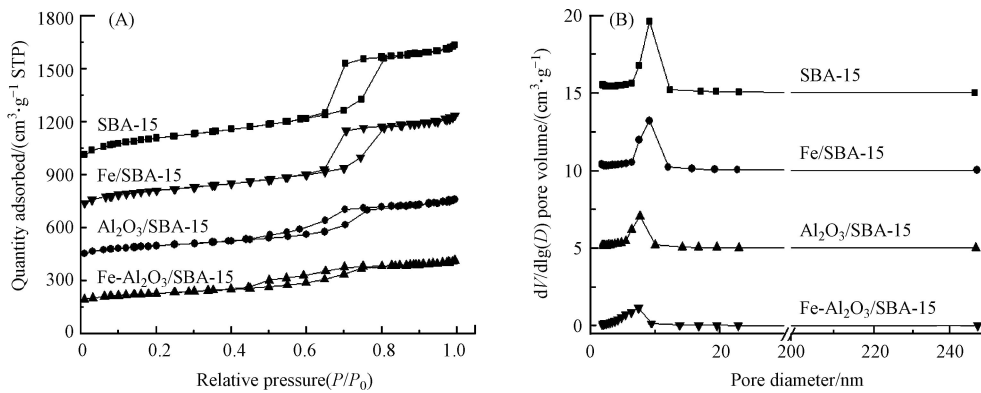 (A)
1800
1500
1200
900
600
300
0
Quantity adsorbed/(cm³·g⁻¹ STP)
SBA-15
Fe/SBA-15
Al₂O₃/SBA-15
Fe-Al₂O₃/SBA-15
0 0.2 0.4 0.6 0.8 1.0
Relative pressure(P/P₀)
(B)
20
15
10
5
0
dV/dlg(D) pore volume/(cm³·g⁻¹)
SBA-15
Fe/SBA-15
Al₂O₃/SBA-15
Fe-Al₂O₃/SBA-15
0 20 200 220 240
Pore diameter/nm